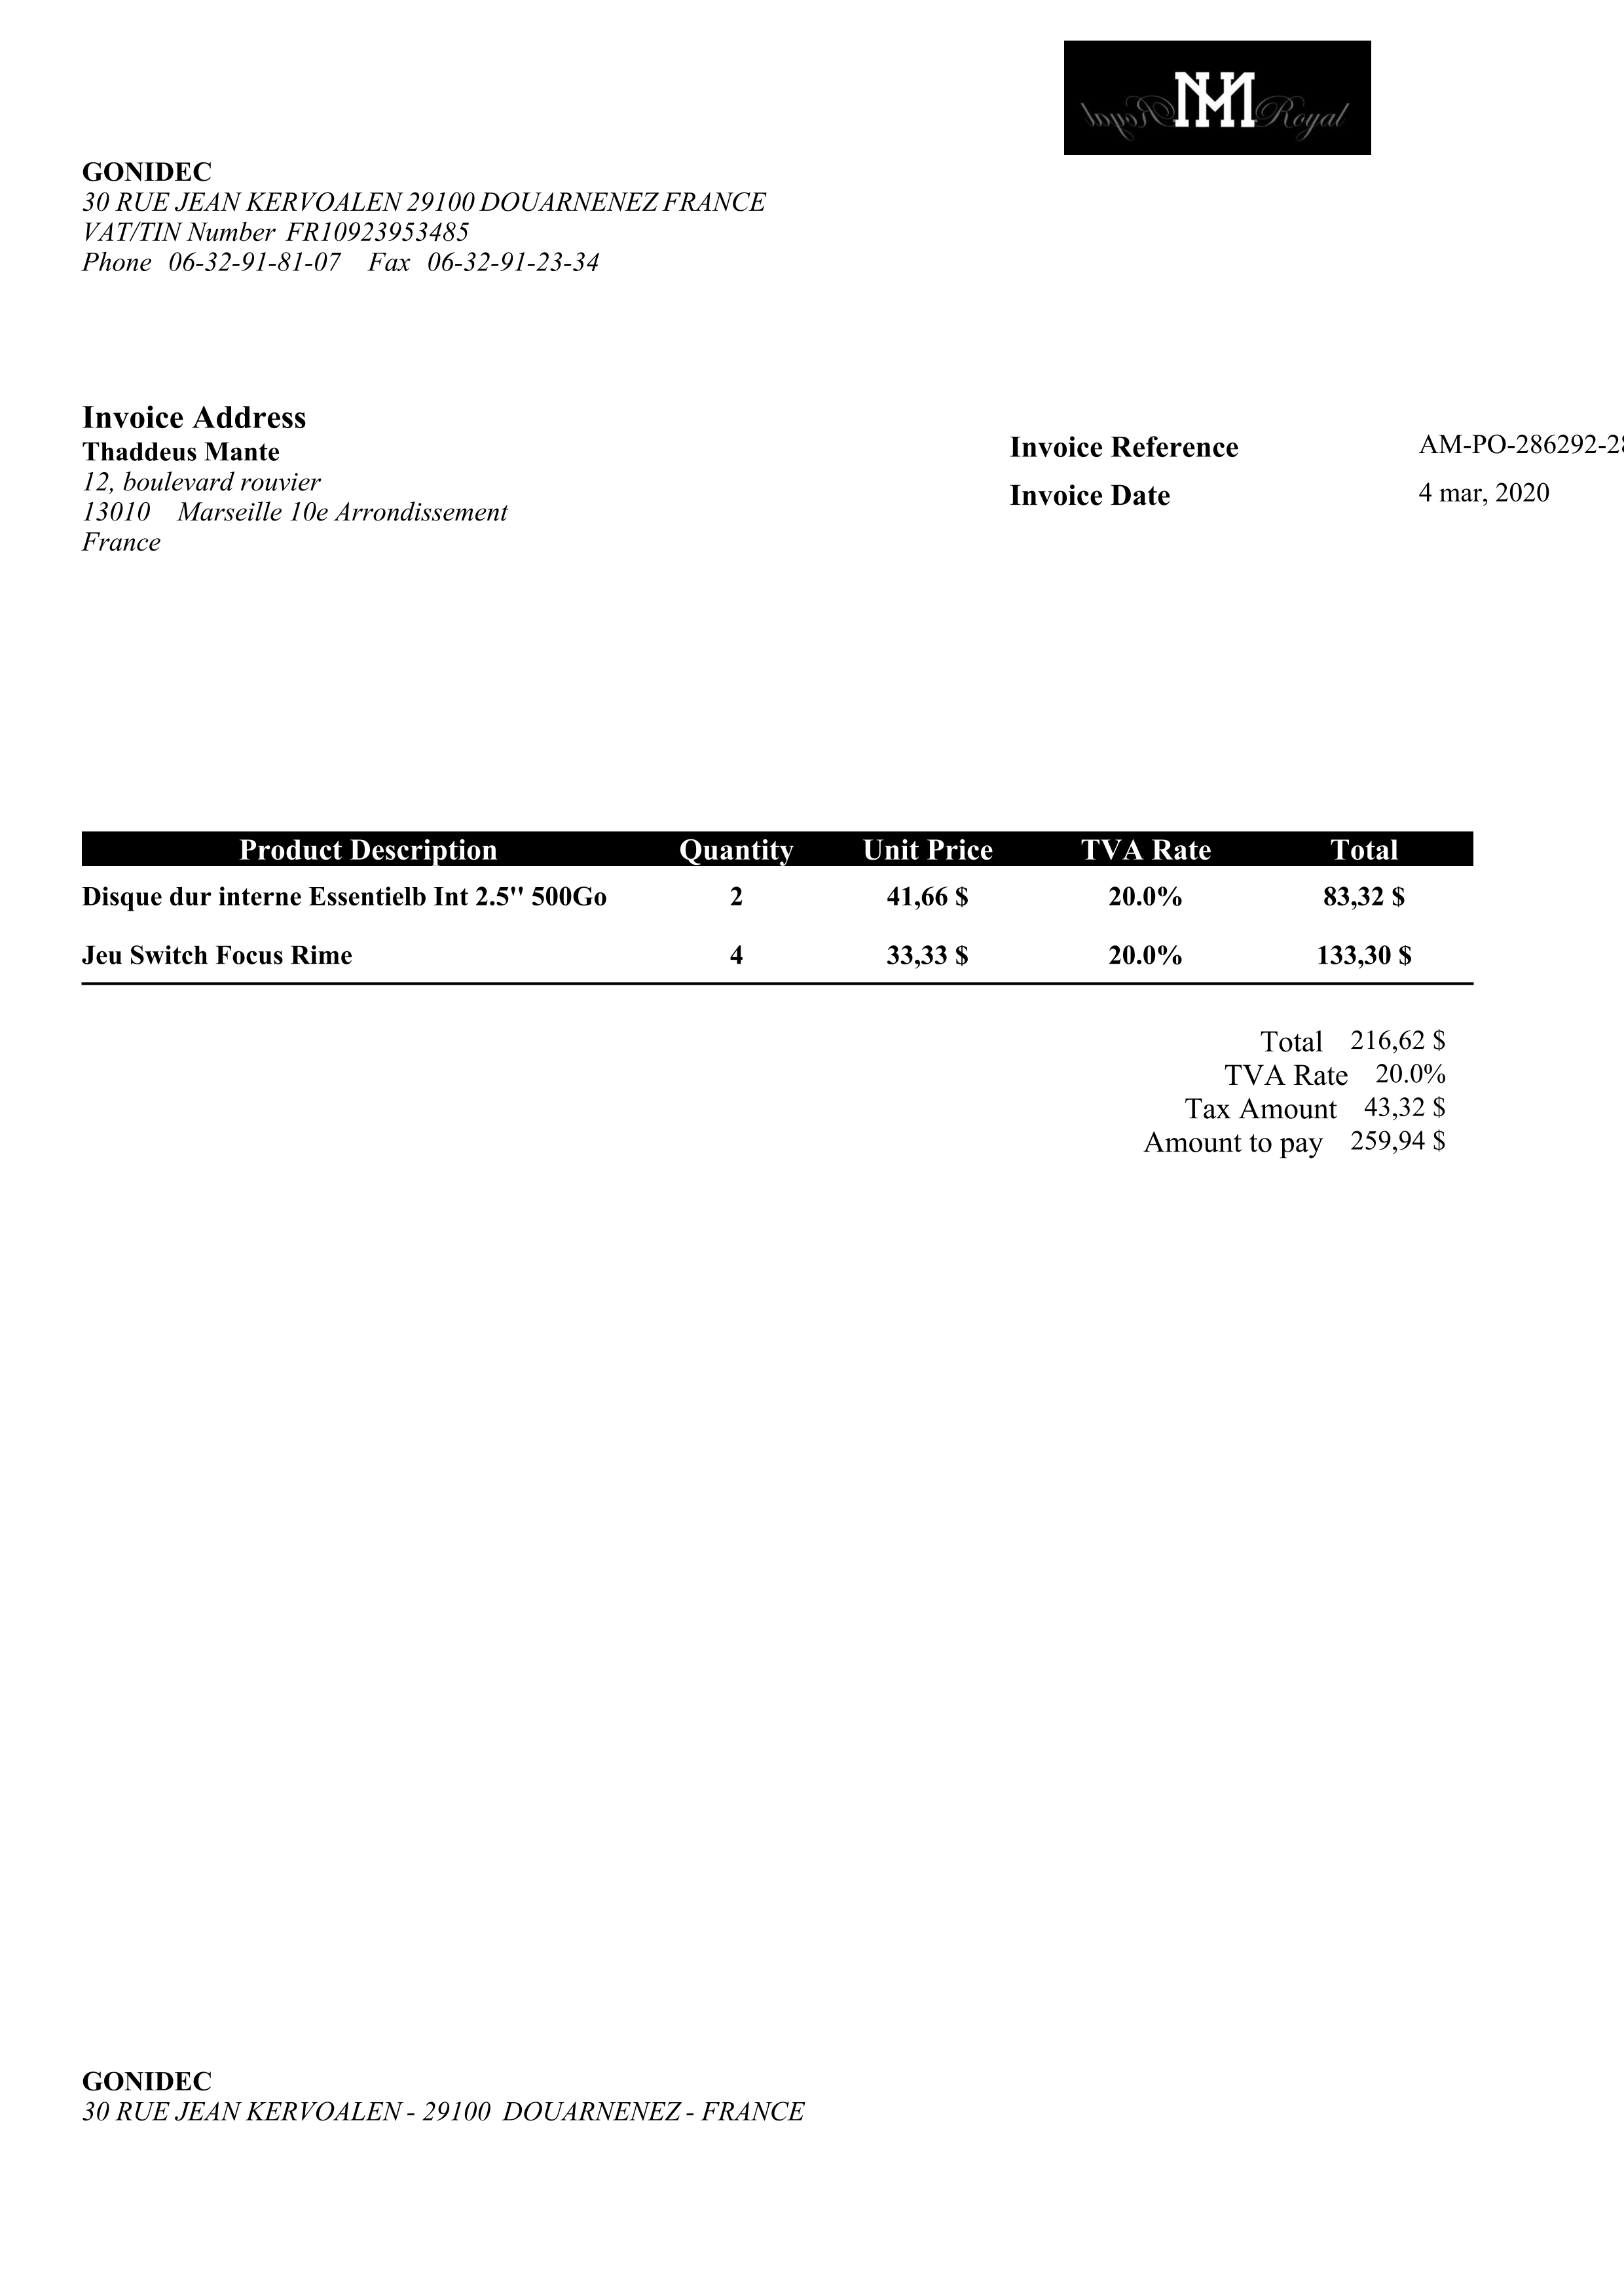 Royal MH Royal
GONIDEC
30 RUE JEAN KERVOALEN 29100 DOUARNENEZ FRANCE
VAT/TIN Number FR10923953485
Phone 06-32-91-81-07 Fax 06-32-91-23-34
Invoice Address
Thaddeus Mante
12, boulevard rouvier
13010 Marseille 10e Arrondissement
France
Invoice Reference AM-PO-286292-28
Invoice Date 4 mar, 2020
Product Description Quantity Unit Price TVA Rate Total
Disque dur interne Essentielb Int 2.5'' 500Go 2 41,66 $ 20.0% 83,32 $
Jeu Switch Focus Rime 4 33,33 $ 20.0% 133,30 $
Total 216,62 $
TVA Rate 20.0%
Tax Amount 43,32 $
Amount to pay 259,94 $
GONIDEC
30 RUE JEAN KERVOALEN - 29100 DOUARNENEZ - FRANCE